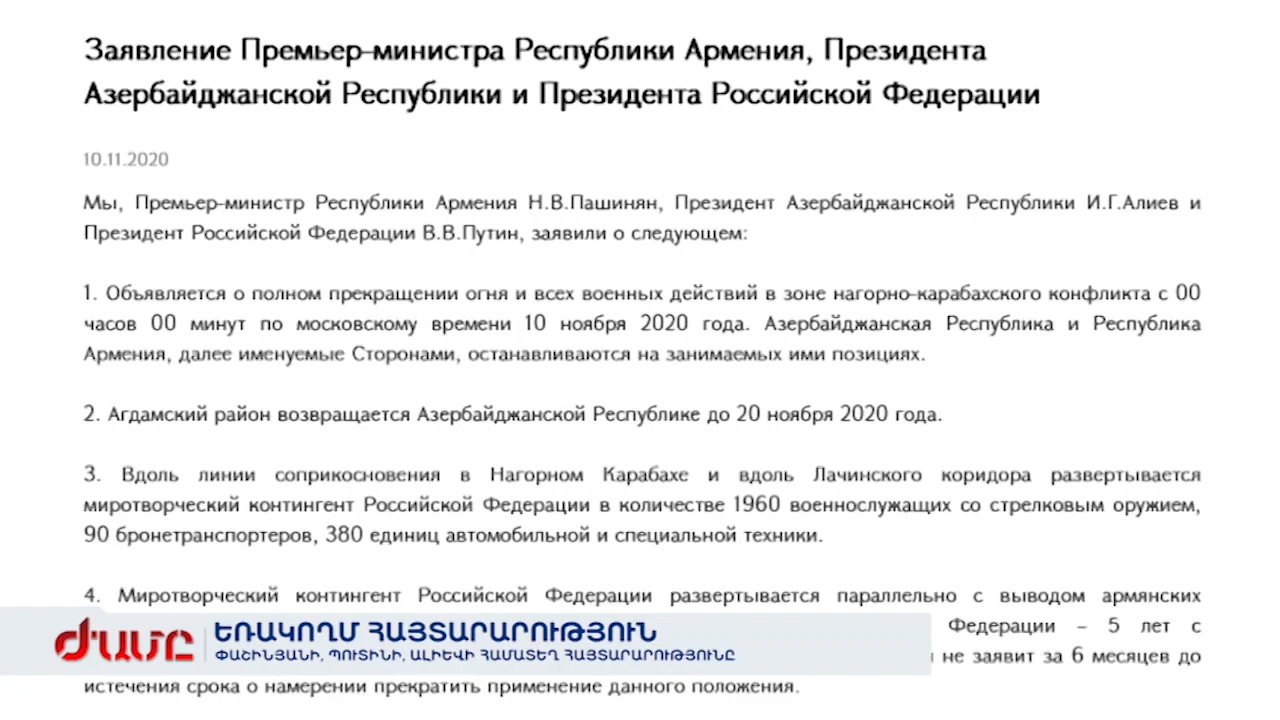 Заявление Премьер-министра Республики Армения, Президента
Азербайджанской Республики и Президента Российской Федерации
10.11.2020
Мы, Премьер-министр Республики Армения Н.В.Пашинян, Президент Азербайджанской Республики И.Г.Алиев и
Президент Российской Федерации В.В.Путин, заявили о следующем:
1. Объявляется о полном прекращении огня и всех военных действий в зоне нагорно-карабахского конфликта с 00
часов 00 минут по московскому времени 10 ноября 2020 года. Азербайджанская Республика и Республика
Армения, далее именуемые Сторонами, останавливаются на занимаемых ими позициях.
2. Агдамский район возвращается Азербайджанской Республике до 20 ноября 2020 года.
3. Вдоль линии соприкосновения в Нагорном Карабахе и вдоль Лачинского коридора развертывается
миротворческий контингент Российской Федерации в количестве 1960 военнослужащих со стрелковым оружием,
90 бронетранспортеров, 380 единиц автомобильной и специальной техники.
4. Миротворческий контингент Российской Федерации развертывается параллельно с выводом армянских
Федерации – 5 лет с
не заявит за 6 месяцев до
истечения срока о намерении прекратить применение данного положения.
ԺԱՄԸ
ԵՌԱԿՈՂՄ ՀԱՅՏԱՐԱՐՈՒԹՅՈՒՆ
ՓԱՇԻՆՅԱՆԻ, ՊՈՒՏԻՆԻ, ԱԼԻԵՎԻ ՀԱՄԱՏԵՂ ՀԱՅՏԱՐԱՐՈՒԹՅՈՒՆԸ